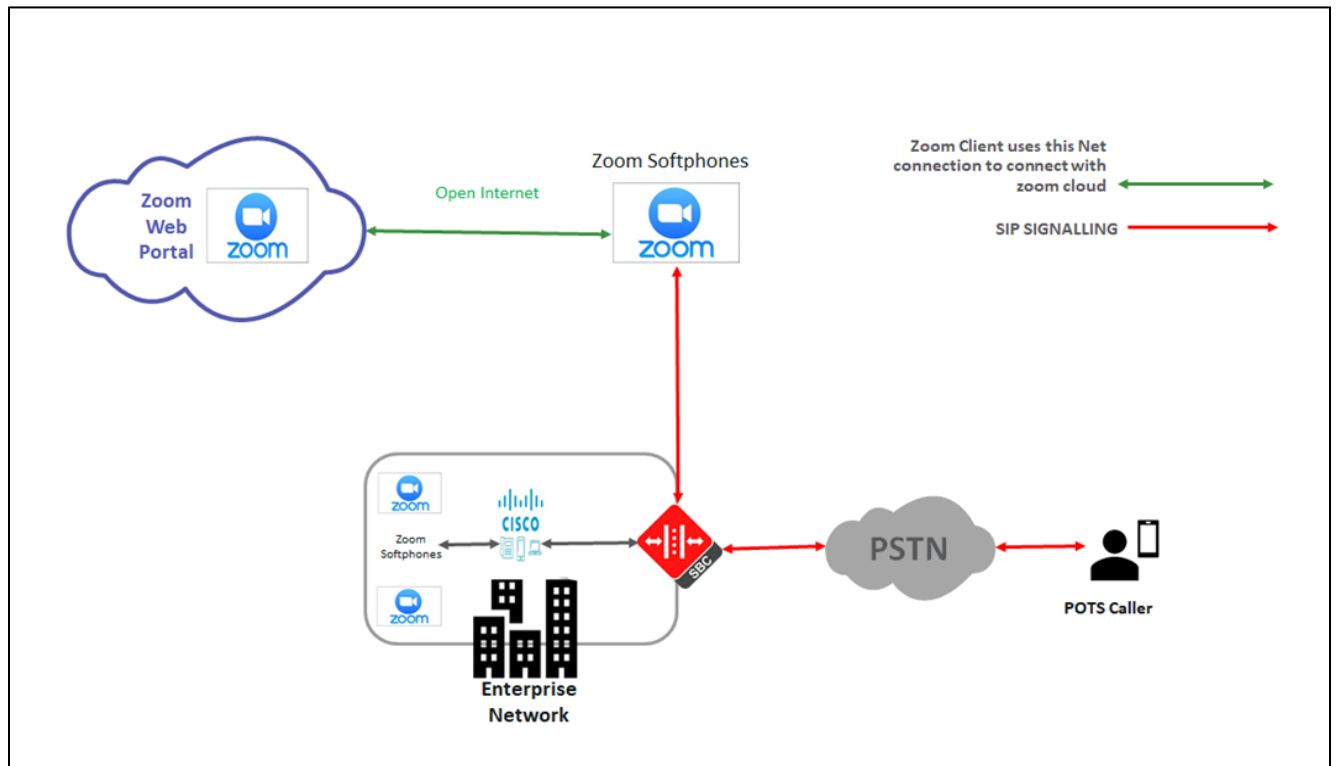 Zoom Softphones
Zoom
Web
Portal
zoom
Open Internet
zoom
Zoom Client uses this Net
connection to connect with
zoom cloud
SIP SIGNALLING
zoom
CISCO
Zoom
Softphones
zoom
SBC
PSTN
POTS Caller
Enterprise
Network